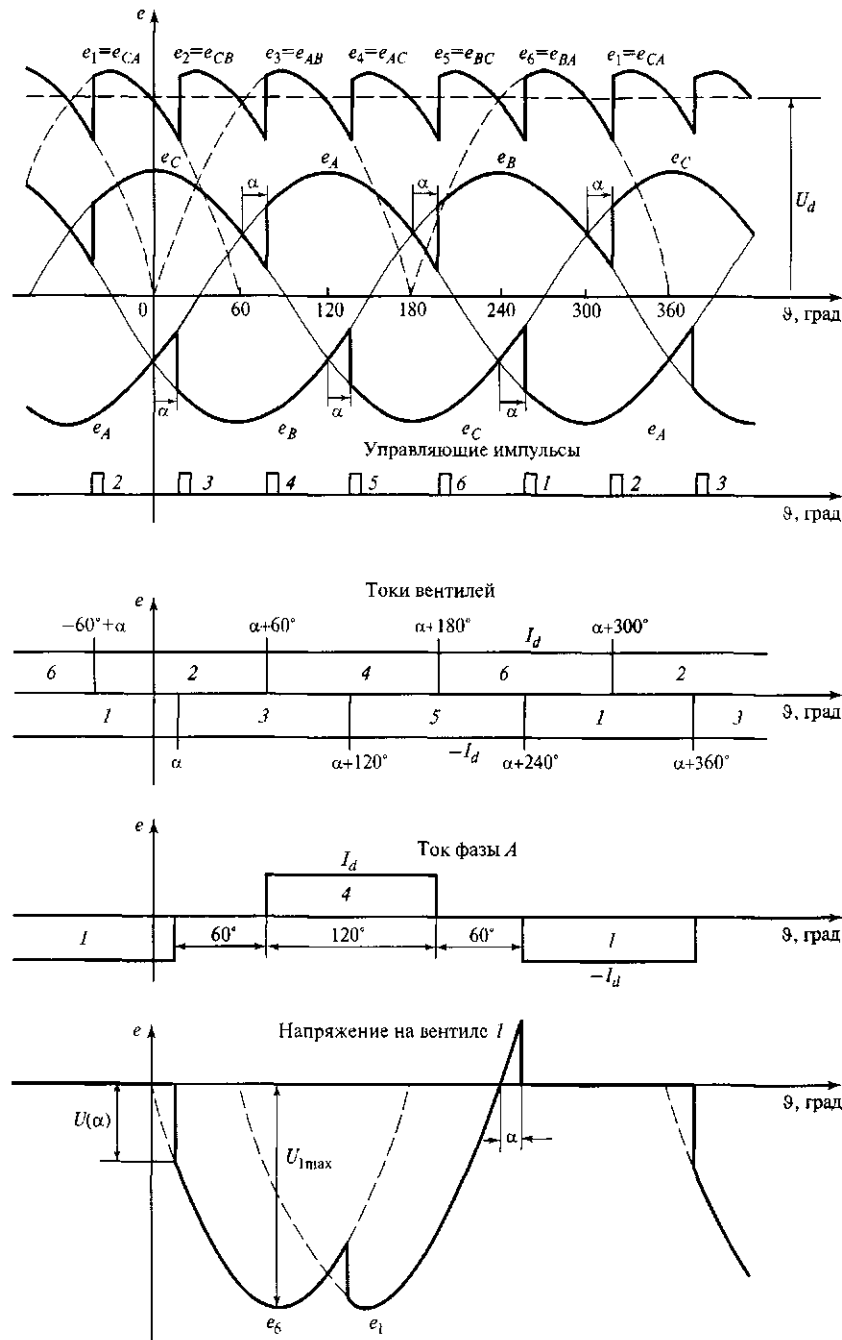 e
e₁=e_CA e₂=e_CB e₃=e_AB e₄=e_AC e₅=e_BC e₆=e_BA e₁=e_CA
e_C e_A e_B e_C
α α α
U_d
0 60 120 180 240 300 360 ϑ, град
α α α
e_A e_B e_C e_A
Управляющие импульсы
2 3 4 5 6 1 2 3
ϑ, град
Токи вентилей
e
−60°+α α+60° α+180° α+300°
I_d
6 2 4 6 2
ϑ, град
1 3 5 1 3
−I_d
α α+120° α+240° α+360°
e
Ток фазы А
I_d
4
1 60° 120° 60° 1 ϑ, град
−I_d
e
Напряжение на вентиле 1
ϑ, град
U(α)
U₁max
α
e₆ e₁